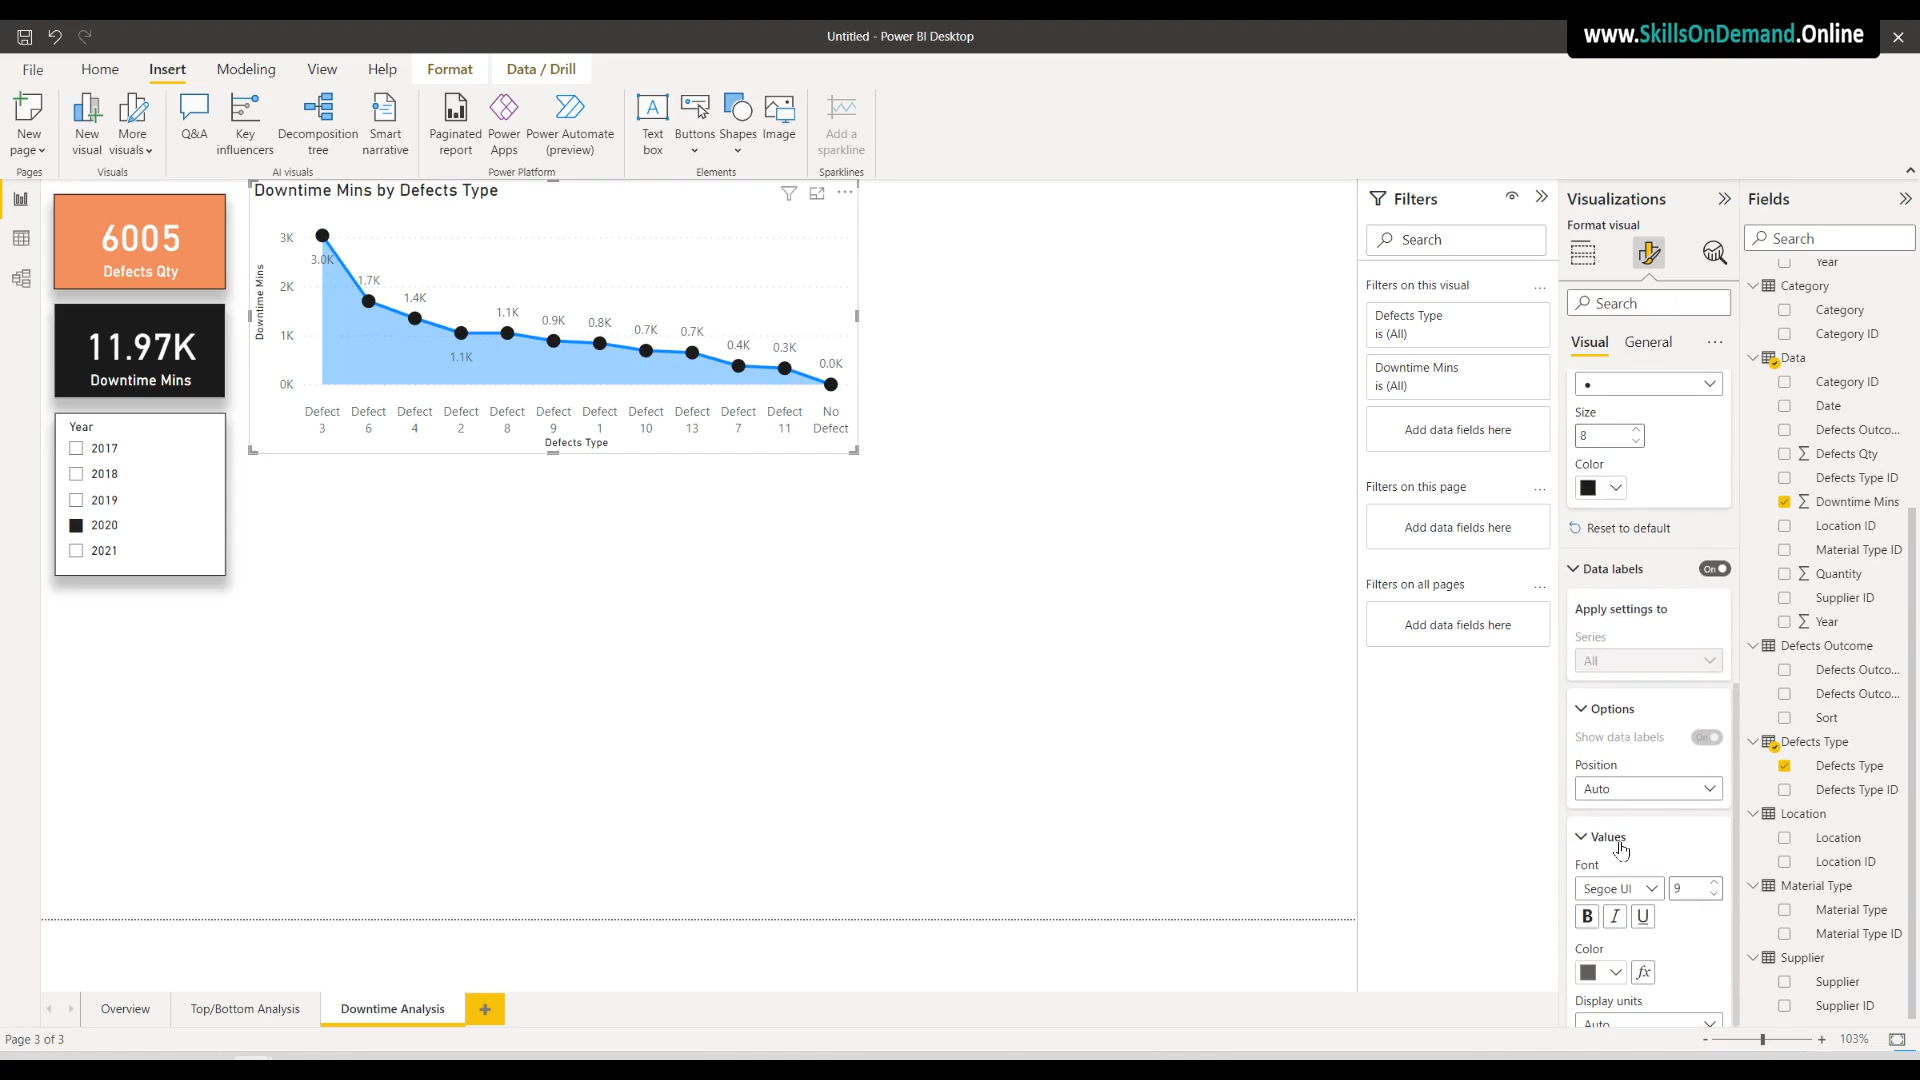 Untitled - Power BI Desktop
www.SkillsOnDemand.Online
File
Home
Insert
Modeling
View
Help
Format
Data / Drill
New page
New visual
More visuals
Q&A
Key influencers
Decomposition tree
Smart narrative
Paginated report
Power Apps
Power Automate (preview)
Text box
Buttons
Shapes
Image
Add a sparkline
Pages
Visuals
AI visuals
Power Platform
Elements
Sparklines
6005
Defects Qty
11.97K
Downtime Mins
Year
2017
2018
2019
2020
2021
Downtime Mins by Defects Type
Downtime Mins
3K
2K
1K
0K
3.0K
1.7K
1.4K
1.1K
1.1K
0.9K
0.8K
0.7K
0.7K
0.4K
0.3K
0.0K
Defect 3
Defect 6
Defect 4
Defect 2
Defect 8
Defect 9
Defect 1
Defect 10
Defect 13
Defect 7
Defect 11
No Defect
Defects Type
Filters
Search
Filters on this visual
...
Defects Type
is (All)
Downtime Mins
is (All)
Add data fields here
Filters on this page
...
Add data fields here
Filters on all pages
...
Add data fields here
Visualizations
Format visual
Search
Visual
General
...
Size
8
Color
Reset to default
Data labels
On
Apply settings to
Series
All
Options
Show data labels
On
Position
Auto
Values
Font
Segoe UI
9
B
I
U
Color
fx
Display units
Auto
Fields
Search
Year
Category
Category
Category ID
Data
Category ID
Date
Defects Outco...
Σ Defects Qty
Defects Type ID
Σ Downtime Mins
Location ID
Material Type ID
Σ Quantity
Supplier ID
Σ Year
Defects Outcome
Defects Outco...
Defects Outco...
Sort
Defects Type
Defects Type
Defects Type ID
Location
Location
Location ID
Material Type
Material Type
Material Type ID
Supplier
Supplier
Supplier ID
Overview
Top/Bottom Analysis
Downtime Analysis
+
Page 3 of 3
-
+
103%